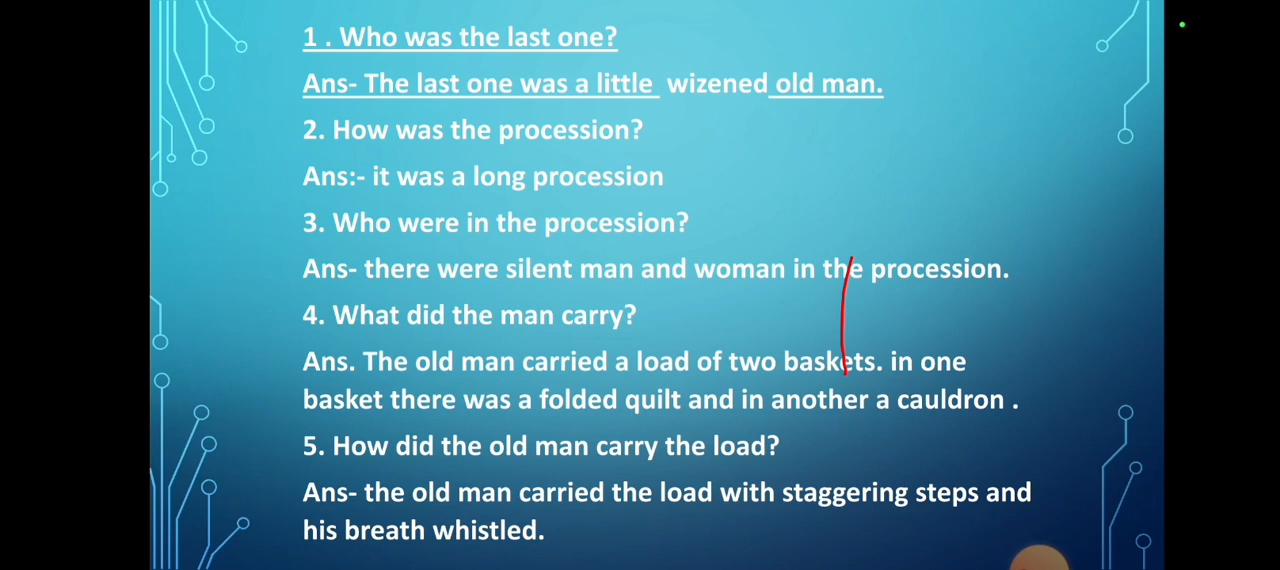 1 . Who was the last one?
Ans- The last one was a little  wizened old man.
2. How was the procession?
Ans:- it was a long procession
3. Who were in the procession?
Ans- there were silent man and woman in the procession.
4. What did the man carry?
Ans. The old man carried a load of two baskets. in one
basket there was a folded quilt and in another a cauldron .
5. How did the old man carry the load?
Ans- the old man carried the load with staggering steps and
his breath whistled.